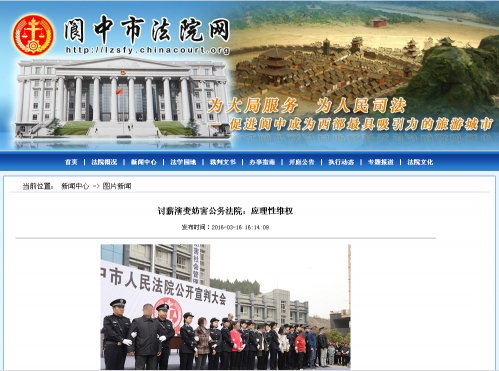 阆中市法院网
http://lzsfy.chinacourt.org/
为大局服务 为人民司法
促进阆中成为西部最具吸引力的旅游城市
首页 | 法院概况 | 新闻中心 | 法学园地 | 裁判文书 | 办事指南 | 开庭公告 | 执行动态 | 专题报道 | 法院文化
当前位置： 新闻中心 -> 图片新闻
讨薪演变妨害公务法院：应理性维权
发布时间：2016-03-16 16:14:09
中市人民法院公开宣判大会